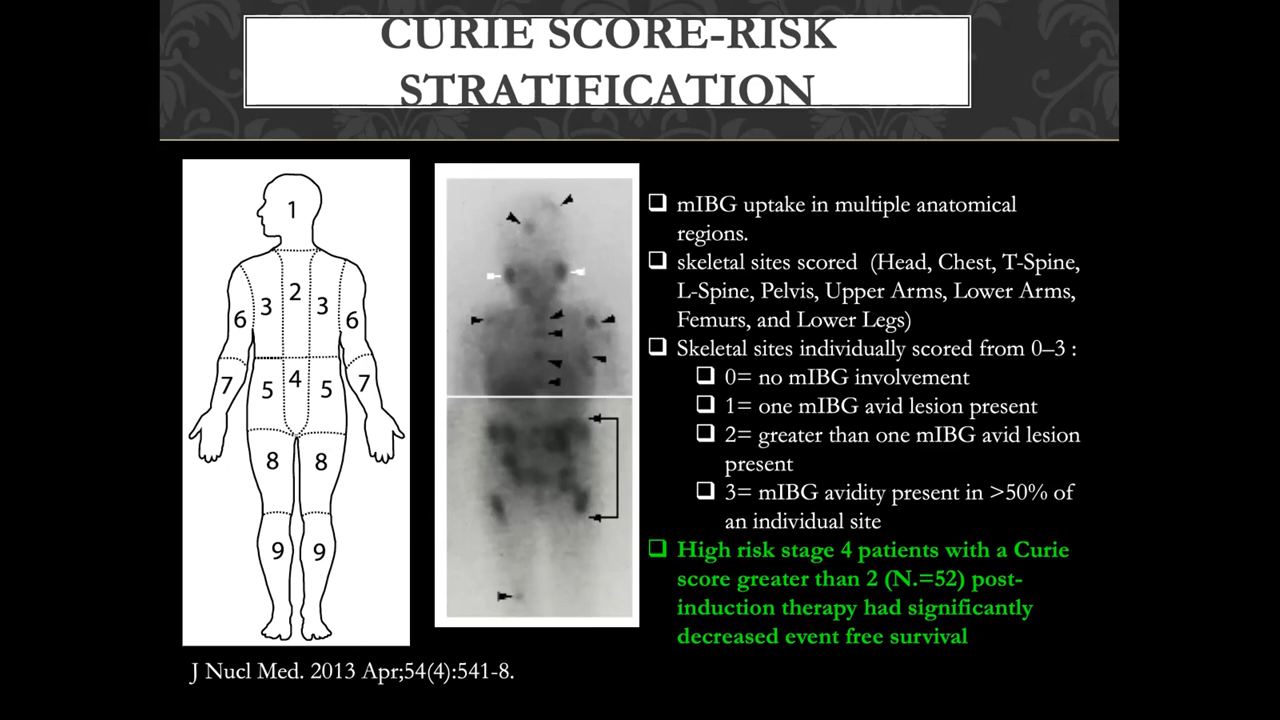 CURIE SCORE-RISK
STRATIFICATION
1
2
3
3
6
6
4
5
5
7
7
8
8
9
9
❑ mIBG uptake in multiple anatomical
regions.
❑ skeletal sites scored (Head, Chest, T-Spine,
L-Spine, Pelvis, Upper Arms, Lower Arms,
Femurs, and Lower Legs)
❑ Skeletal sites individually scored from 0–3 :
❑ 0= no mIBG involvement
❑ 1= one mIBG avid lesion present
❑ 2= greater than one mIBG avid lesion
present
❑ 3= mIBG avidity present in >50% of
an individual site
❑ High risk stage 4 patients with a Curie
score greater than 2 (N.=52) post-
induction therapy had significantly
decreased event free survival
J Nucl Med. 2013 Apr;54(4):541-8.